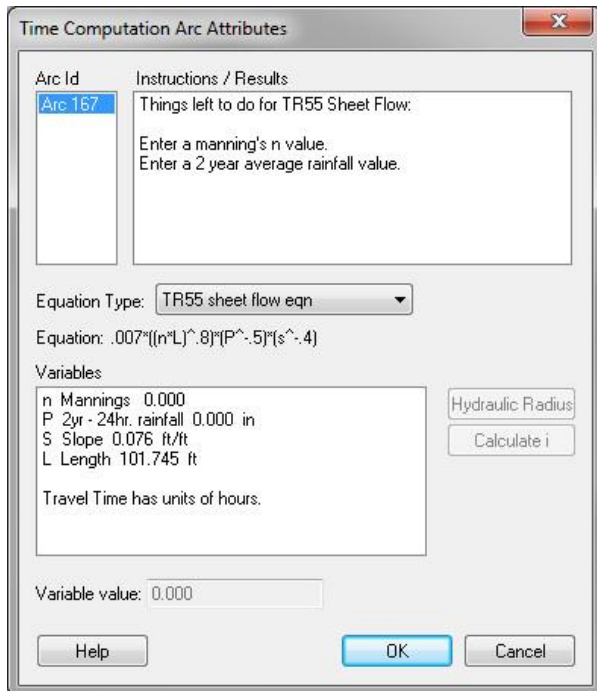 Time Computation Arc Attributes
Arc Id
Instructions / Results
Arc 167
Things left to do for TR55 Sheet Flow:
Enter a manning's n value.
Enter a 2 year average rainfall value.
Equation Type: TR55 sheet flow eqn
Equation: .007*((n*L)^.8)*(P^-.5)*(s^-.4)
Variables
n Mannings 0.000
P 2yr - 24hr. rainfall 0.000 in
S Slope 0.076 ft/ft
L Length 101.745 ft
Travel Time has units of hours.
Hydraulic Radius
Calculate i
Variable value: 0.000
Help
OK
Cancel